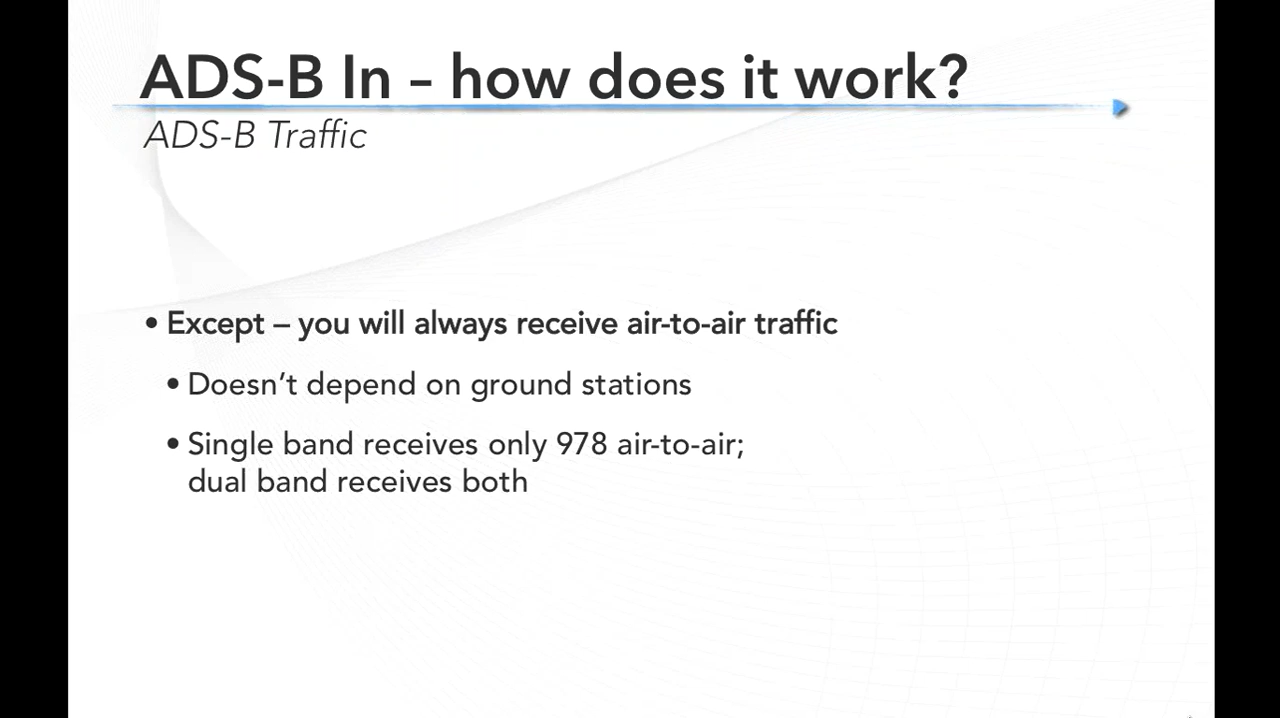 ADS-B In – how does it work?
ADS-B Traffic
• Except – you will always receive air-to-air traffic
• Doesn’t depend on ground stations
• Single band receives only 978 air-to-air;
dual band receives both